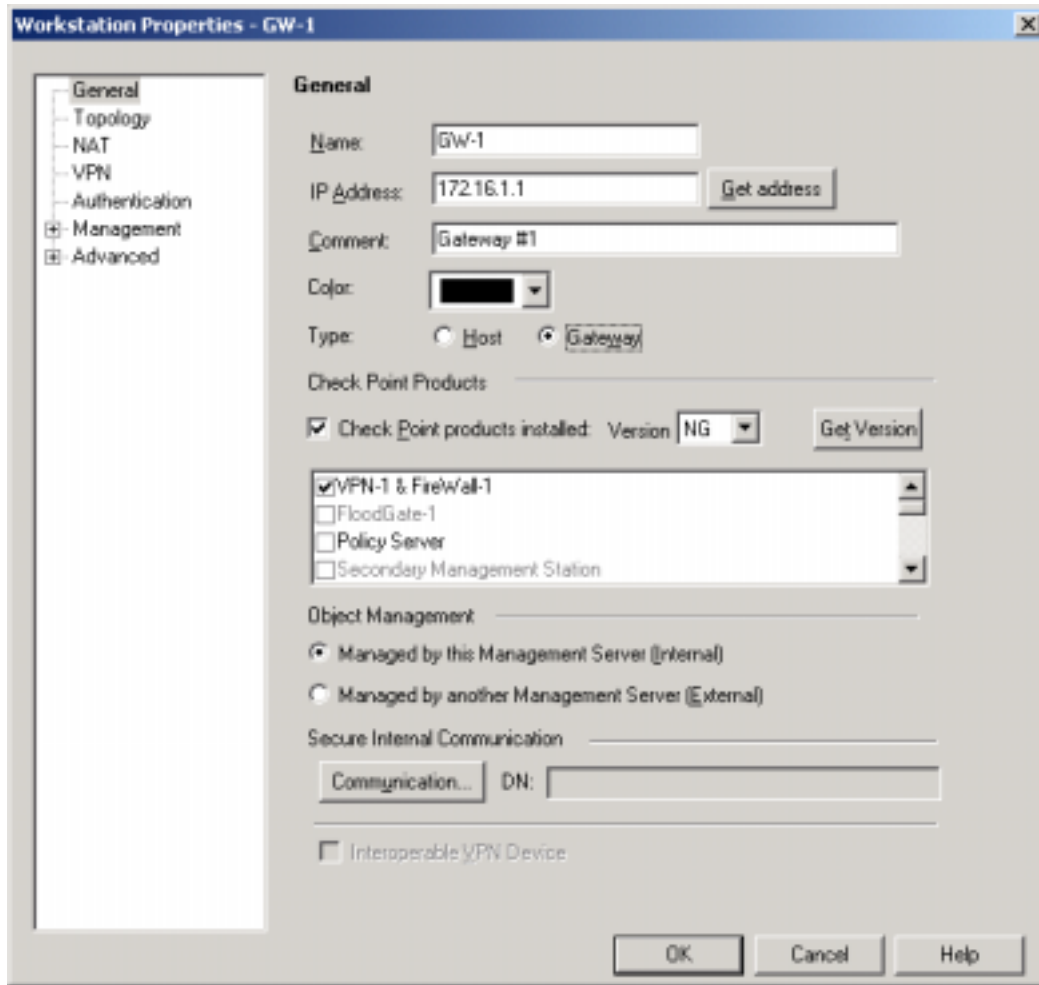 Workstation Properties - GW-1
General
Topology
NAT
VPN
Authentication
Management
Advanced
General
Name: GW-1
IP Address: 172.16.1.1 Get address
Comment: Gateway #1
Color:
Type: Host Gateway
Check Point Products
Check Point products installed: Version NG Get Version
VPN-1 & FireWall-1
FloodGate-1
Policy Server
Secondary Management Station
Object Management
Managed by this Management Server (Internal)
Managed by another Management Server (External)
Secure Internal Communication
Communication... DN:
Interoperable VPN Device
OK Cancel Help